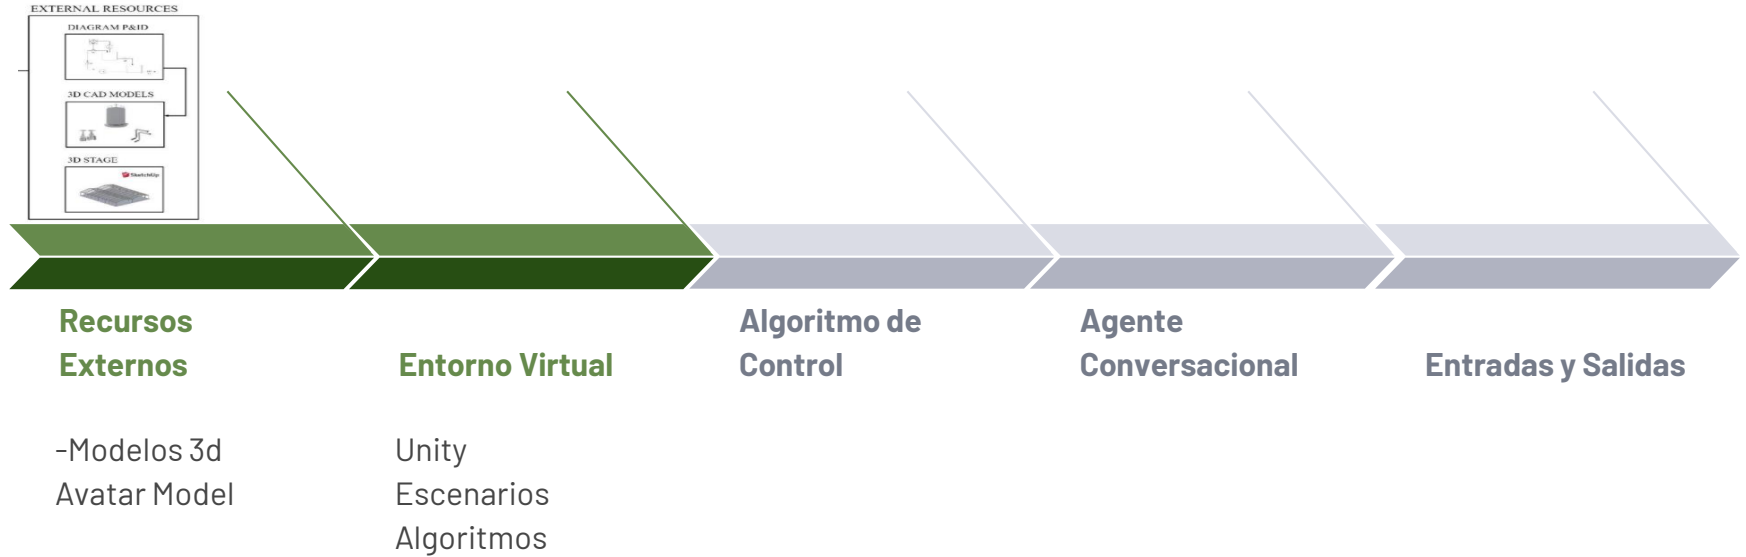 EXTERNAL RESOURCES
DIAGRAM P&ID
3D CAD MODELS
3D STAGE
SketchUp
Recursos
Externos
Entorno Virtual
Algoritmo de
Control
Agente
Conversacional
Entradas y Salidas
-Modelos 3d
Avatar Model
Unity
Escenarios
Algoritmos